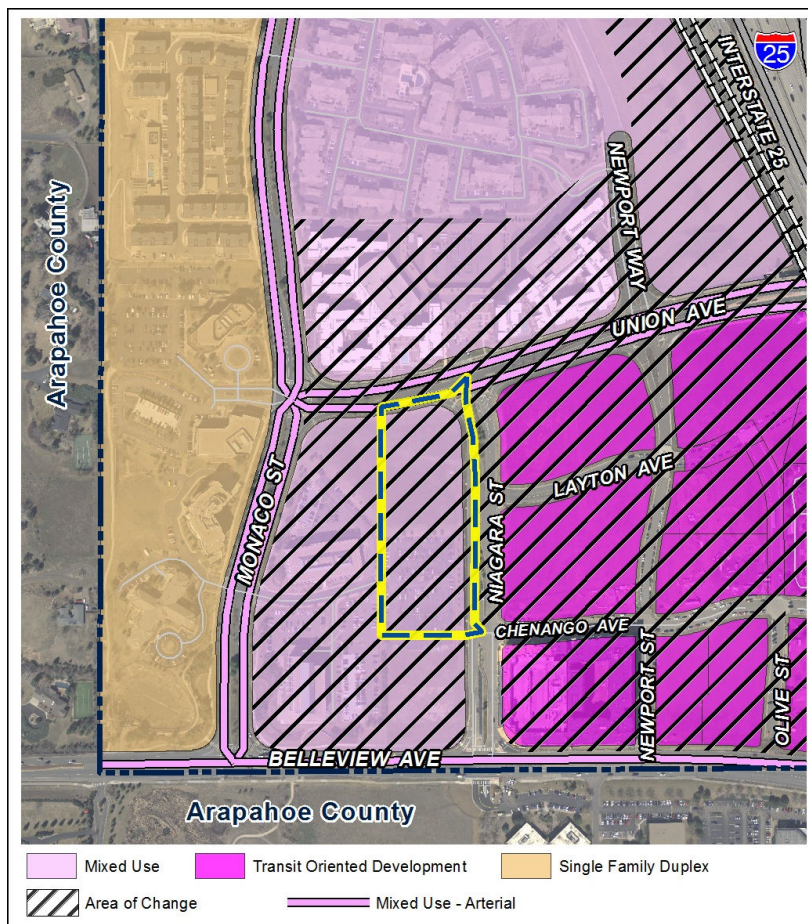 25
INTERSTATE 25
NEWPORT WAY
Arapahoe County
UNION AVE
MONACO ST
NIAGARA ST
LAYTON AVE
CHENANGO AVE
NEWPORT ST
OLIVE ST
BELLEVIEW AVE
Arapahoe County
Mixed Use
Transit Oriented Development
Single Family Duplex
Area of Change
Mixed Use - Arterial